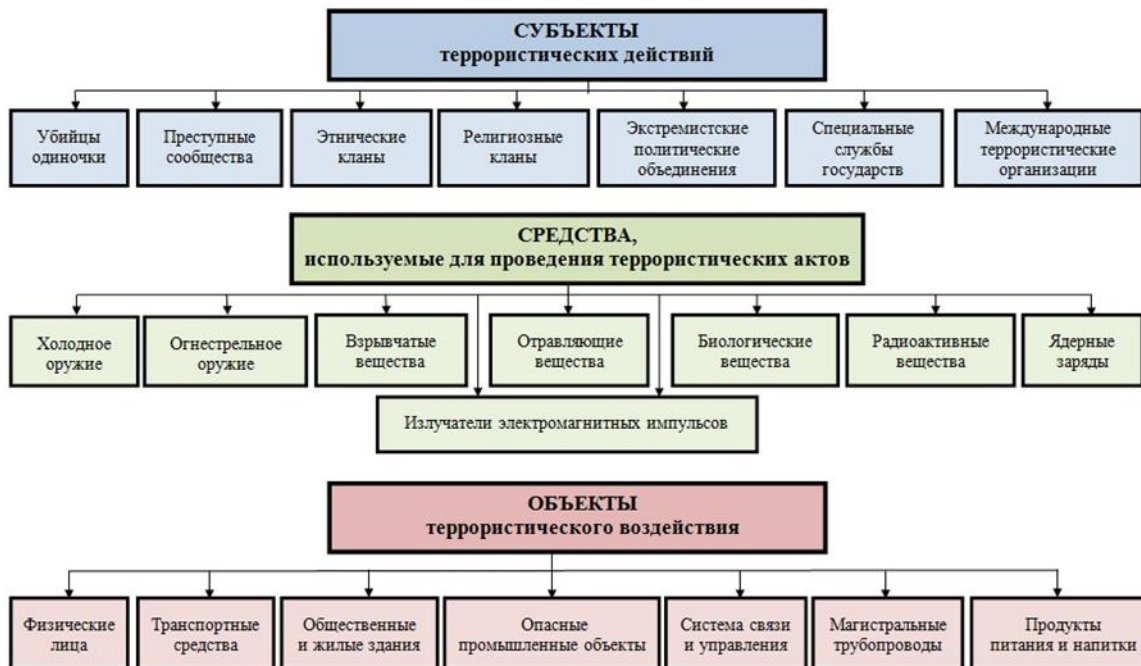 СУБЪЕКТЫ
террористических действий
Убийцы
одиночки
Преступные
сообщества
Этнические
кланы
Религиозные
кланы
Экстремистские
политические
объединения
Специальные
службы
государств
Международные
террористические
организации
СРЕДСТВА,
используемые для проведения террористических актов
Холодное
оружие
Огнестрельное
оружие
Взрывчатые
вещества
Отравляющие
вещества
Биологические
вещества
Радиоактивные
вещества
Ядерные
заряды
Излучатели электромагнитных импульсов
ОБЪЕКТЫ
террористического воздействия
Физические
лица
Транспортные
средства
Общественные
и жилые здания
Опасные
промышленные объекты
Система связи
и управления
Магистральные
трубопроводы
Продукты
питания и напитки